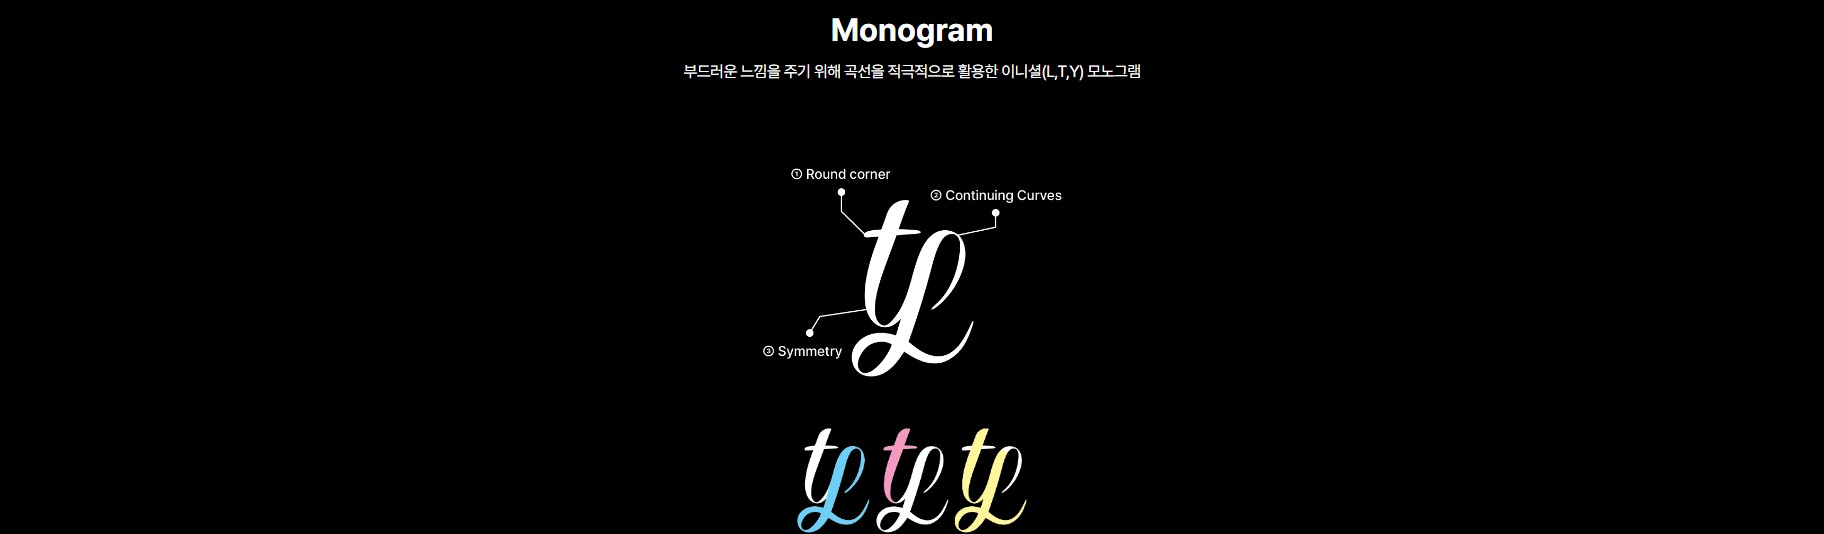 Monogram
부드러운 느낌을 주기 위해 곡선을 적극적으로 활용한 이니셜(L,T,Y) 모노그램
① Round corner
② Continuing Curves
③ Symmetry